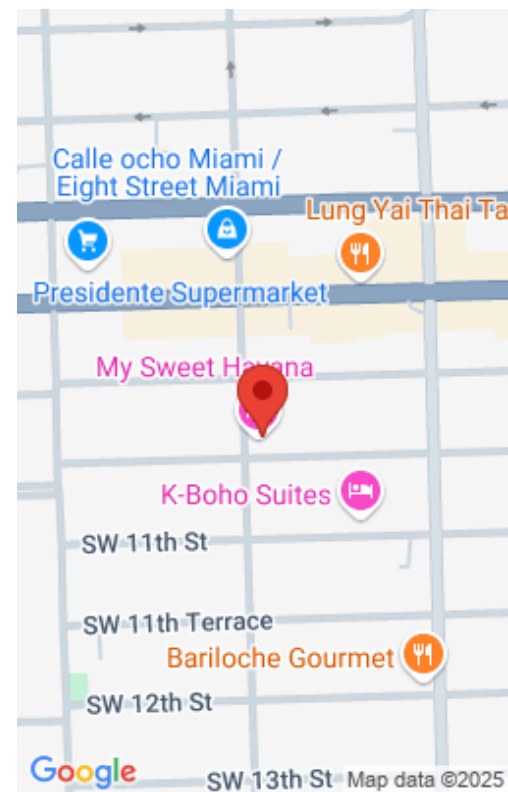 Calle ocho Miami /
Eight Street Miami
Lung Yai Thai Ta
Presidente Supermarket
My Sweet Havana
K-Boho Suites
SW 11th St
SW 11th Terrace
Bariloche Gourmet
SW 12th St
Google
SW 13th St
Map data ©2025